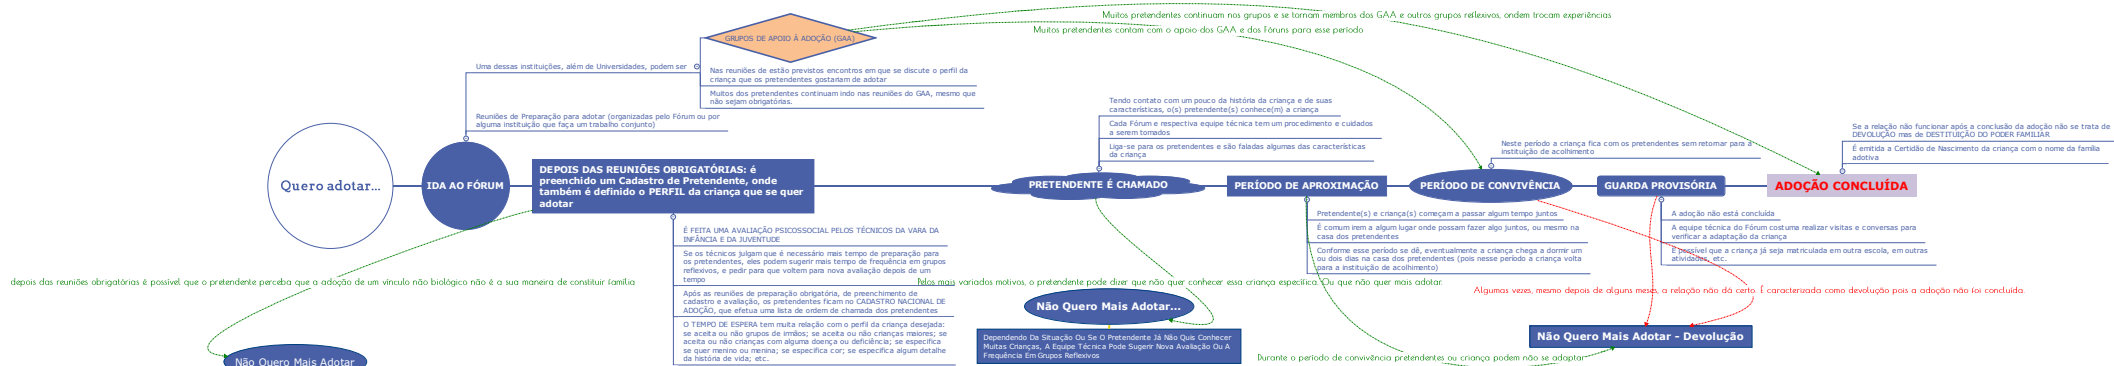 Muitos pretendentes continuam nos grupos e se tornam membros dos GAA e outros grupos reflexivos, ondem trocam experiências
Muitos pretendentes contam com o apoio dos GAA e dos Fóruns para esse período
GRUPOS DE APOIO À ADOÇÃO (GAA)
Uma dessas instituições, além de Universidades, podem ser
Nas reuniões de estão previstos encontros em que se discute o perfil da
criança que os pretendentes gostariam de adotar
Muitos dos pretendentes continuam indo nas reuniões do GAA, mesmo que
não sejam obrigatórias.
Reuniões de Preparação para adotar (organizadas pelo Fórum ou por
alguma instituição que faça um trabalho conjunto)
Tendo contato com um pouco da história da criança e de suas
características, o(s) pretendente(s) conhece(m) a criança
Cada Fórum e respectiva equipe técnica tem um procedimento e cuidados
a serem tomados
Liga-se para os pretendentes e são faladas algumas das características
da criança
Neste período a criança fica com os pretendentes sem retornar para a
instituição de acolhimento
Se a relação não funcionar após a conclusão da adoção não se trata de
DEVOLUÇÃO mas de DESTITUIÇÃO DO PODER FAMILIAR
É emitida a Certidão de Nascimento da criança com o nome da família
adotiva
Quero adotar...
IDA AO FÓRUM
DEPOIS DAS REUNIÕES OBRIGATÓRIAS: é
preenchido um Cadastro de Pretendente, onde
também é definido o PERFIL da criança que se quer
adotar
PRETENDENTE É CHAMADO
PERÍODO DE APROXIMAÇÃO
PERÍODO DE CONVIVÊNCIA
GUARDA PROVISÓRIA
ADOÇÃO CONCLUÍDA
É FEITA UMA AVALIAÇÃO PSICOSSOCIAL PELOS TÉCNICOS DA VARA DA
INFÂNCIA E DA JUVENTUDE
Se os técnicos julgam que é necessário mais tempo de preparação para
os pretendentes, eles podem sugerir mais tempo de frequência em grupos
reflexivos, e pedir para que voltem para nova avaliação depois de um
tempo
Após as reuniões de preparação obrigatória, de preenchimento de
cadastro e avaliação, os pretendentes ficam no CADASTRO NACIONAL DE
ADOÇÃO, que efetua uma lista de ordem de chamada dos pretendentes
O TEMPO DE ESPERA tem muita relação com o perfil da criança desejada:
se aceita ou não grupos de irmãos; se aceita ou não crianças maiores; se
aceita ou não crianças com alguma doença ou deficiência; se especifica
se quer menino ou menina; se especifica cor; se especifica algum detalhe
da história de vida; etc.
Pretendente(s) e criança(s) começam a passar algum tempo juntos
É comum irem a algum lugar onde possam fazer algo juntos, ou mesmo na
casa dos pretendentes
Conforme esse período se dê, eventualmente a criança chega a dormir um
ou dois dias na casa dos pretendentes (pois nesse período a criança volta
para a instituição de acolhimento)
A adoção não está concluída
A equipe técnica do Fórum costuma realizar visitas e conversas para
verificar a adaptação da criança
É possível que a criança já seja matriculada em outra escola, em outras
atividades, etc.
depois das reuniões obrigatórias é possível que o pretendente perceba que a adoção de um vínculo não biológico não é a sua maneira de constituir família
Pelos mais variados motivos, o pretendente pode dizer que não quer conhecer essa criança específica. Ou que não quer mais adotar.
Algumas vezes, mesmo depois de alguns meses, a relação não dá certo. É caracterizada como devolução pois a adoção não foi concluída.
Não Quero Mais Adotar...
Dependendo Da Situação Ou Se O Pretendente Já Não Quis Conhecer
Muitas Crianças, A Equipe Técnica Pode Sugerir Nova Avaliação Ou A
Frequência Em Grupos Reflexivos
Não Quero Mais Adotar – Devolução
Durante o período de convivência pretendentes ou criança podem não se adaptar
Não Quero Mais Adotar